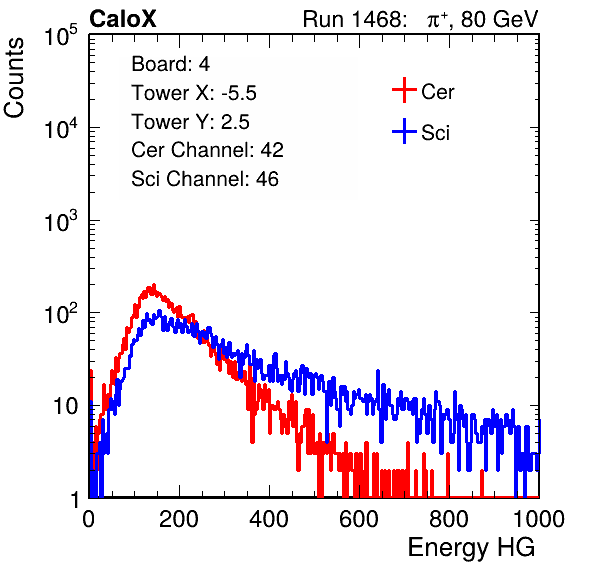 CaloX Run 1468: π⁺, 80 GeV
Board: 4
Tower X: -5.5
Tower Y: 2.5
Cer Channel: 42
Sci Channel: 46
Cer
Sci
Counts
10⁵
10⁴
10³
10²
10
1
0 200 400 600 800 1000
Energy HG